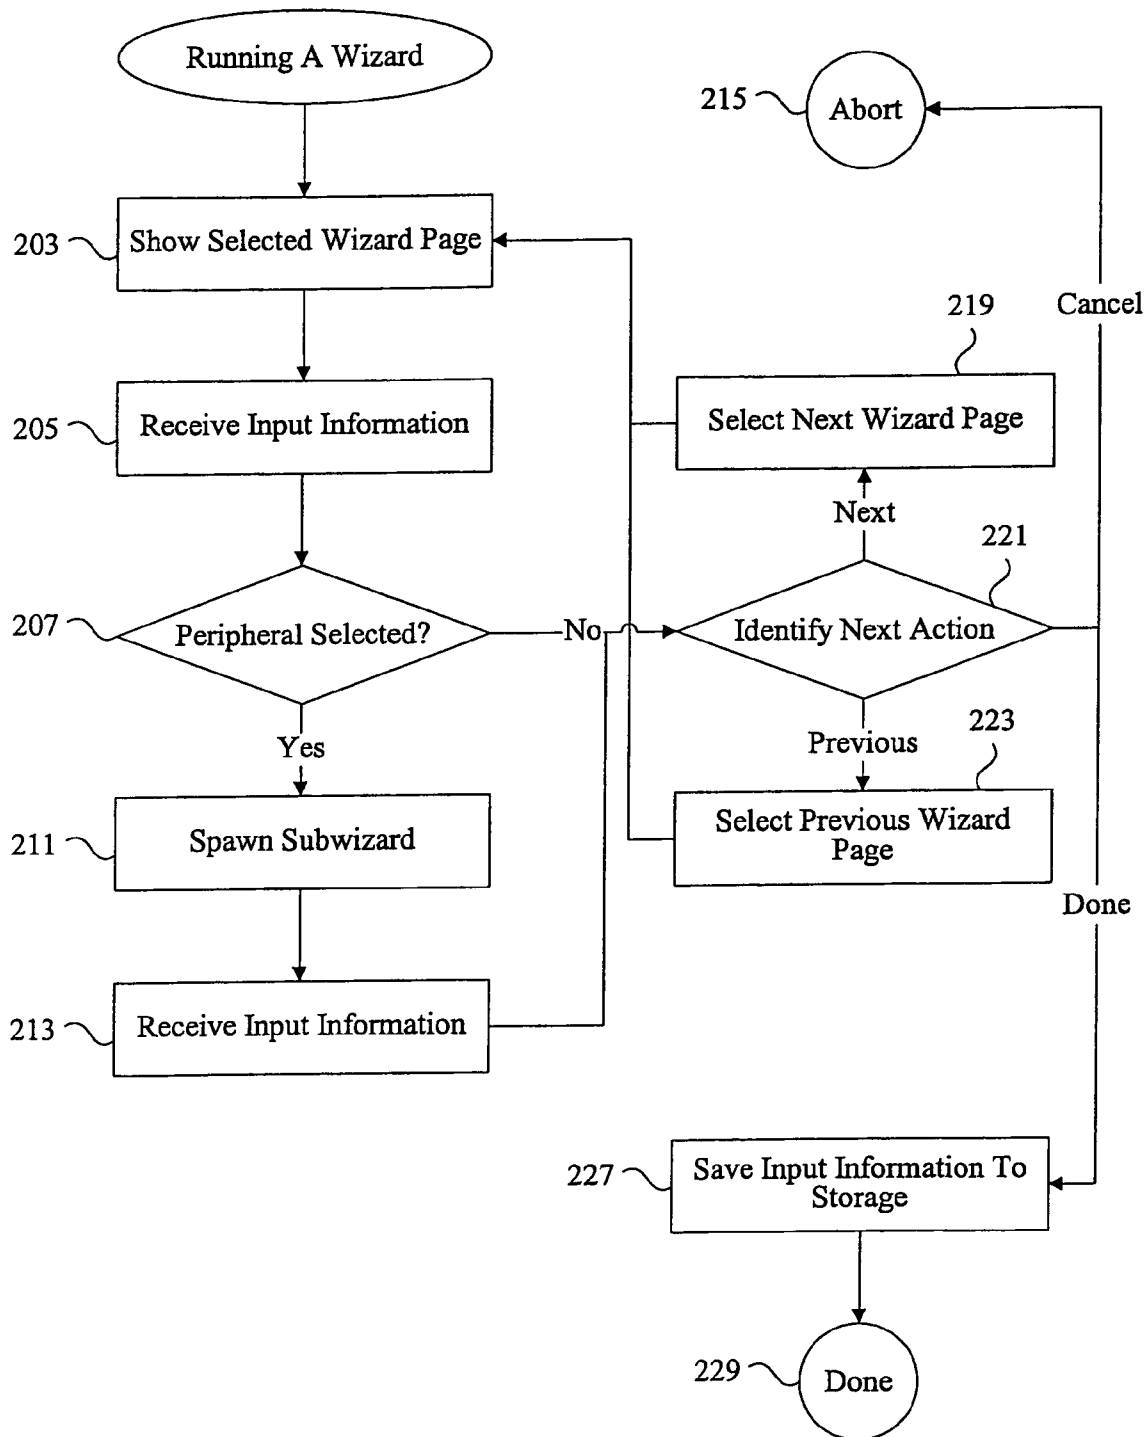 Running A Wizard
215
Abort
203
Show Selected Wizard Page
Cancel
219
205
Receive Input Information
Select Next Wizard Page
Next
221
207
Peripheral Selected?
No
Identify Next Action
Yes
Previous
223
211
Spawn Subwizard
Select Previous Wizard
Page
Done
213
Receive Input Information
227
Save Input Information To
Storage
229
Done